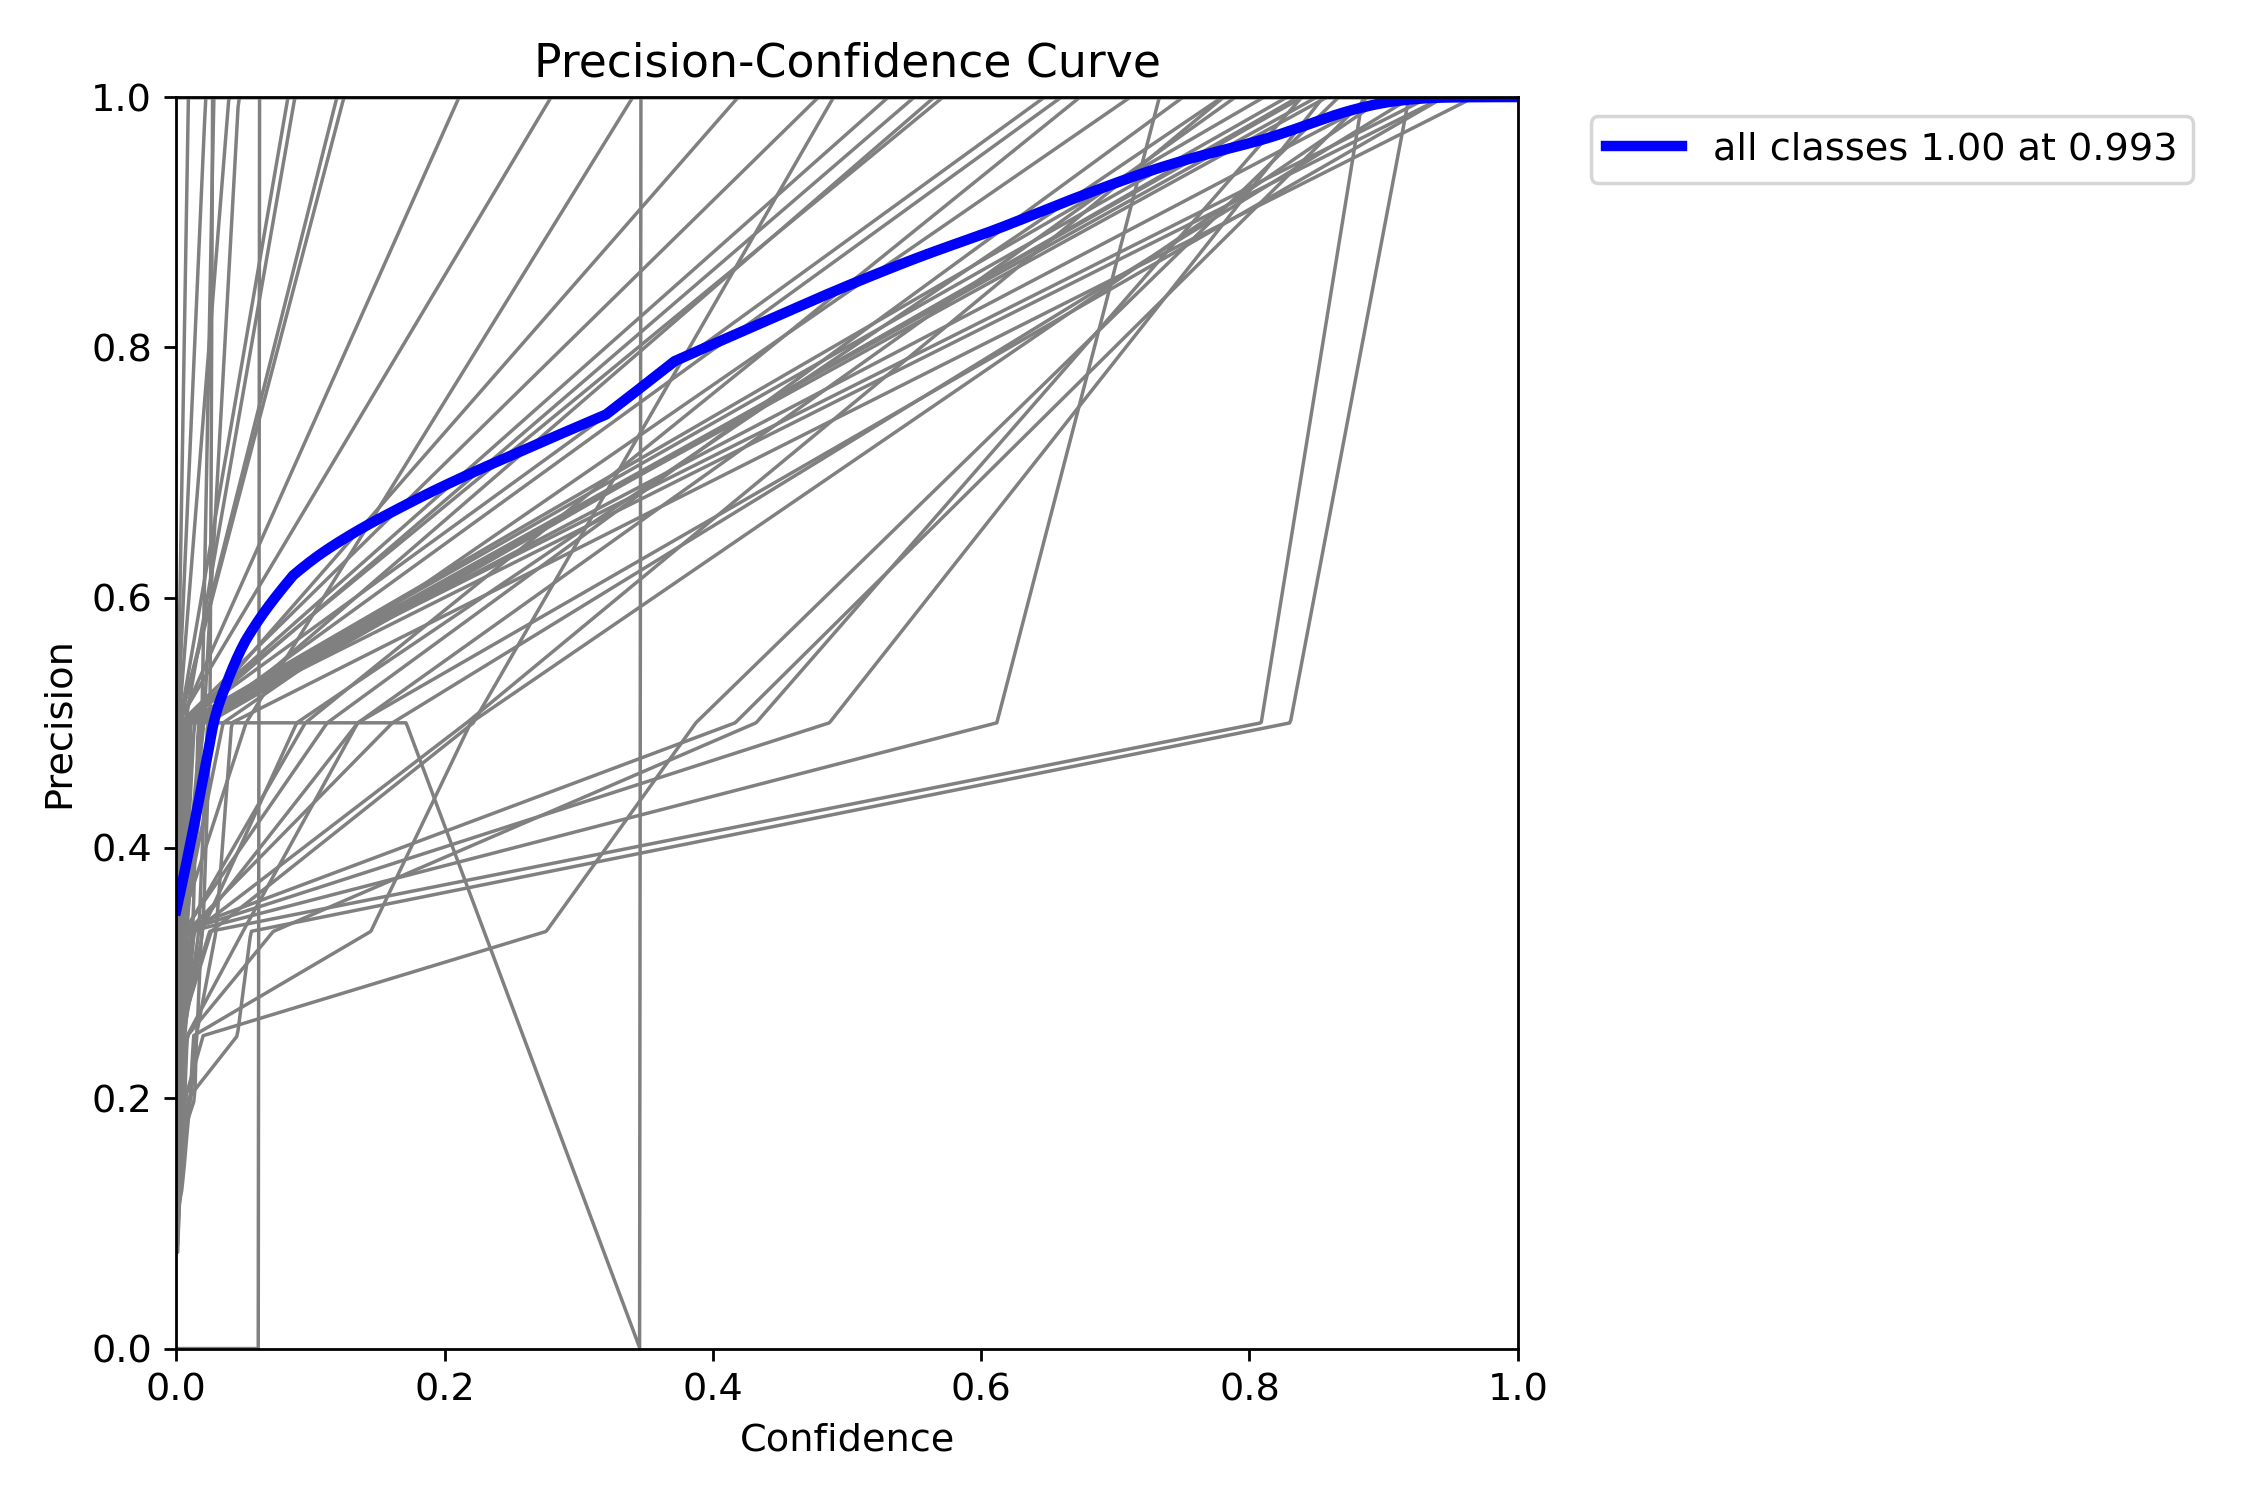 Precision-Confidence Curve
1.0
0.8
0.6
0.4
0.2
0.0
Precision
0.0 0.2 0.4 0.6 0.8 1.0
Confidence
all classes 1.00 at 0.993